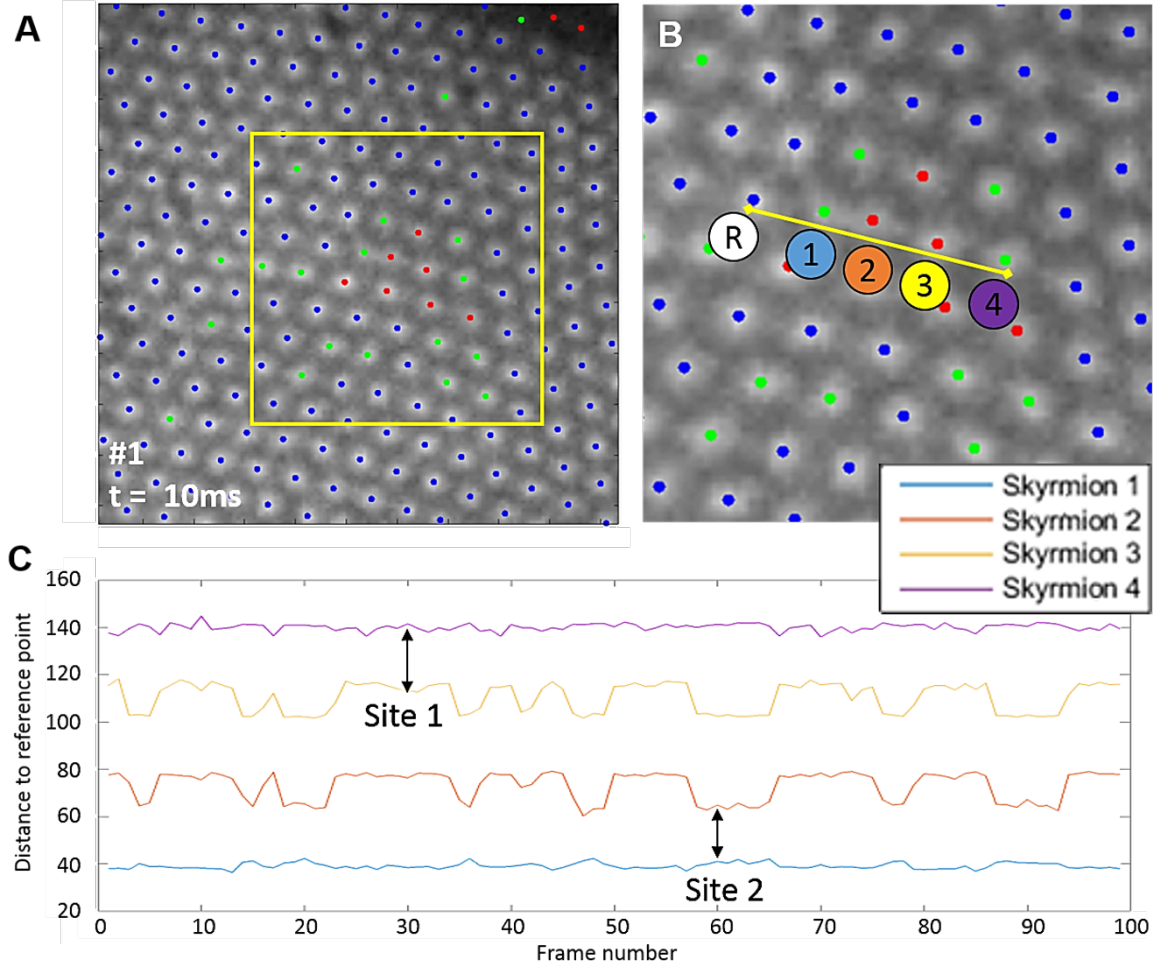 A
#1
t = 10ms
B
R
1
2
3
4
Skyrmion 1
Skyrmion 2
Skyrmion 3
Skyrmion 4
C
Distance to reference point
160
140
120
100
80
60
40
20
Site 1
Site 2
0 10 20 30 40 50 60 70 80 90 100
Frame number